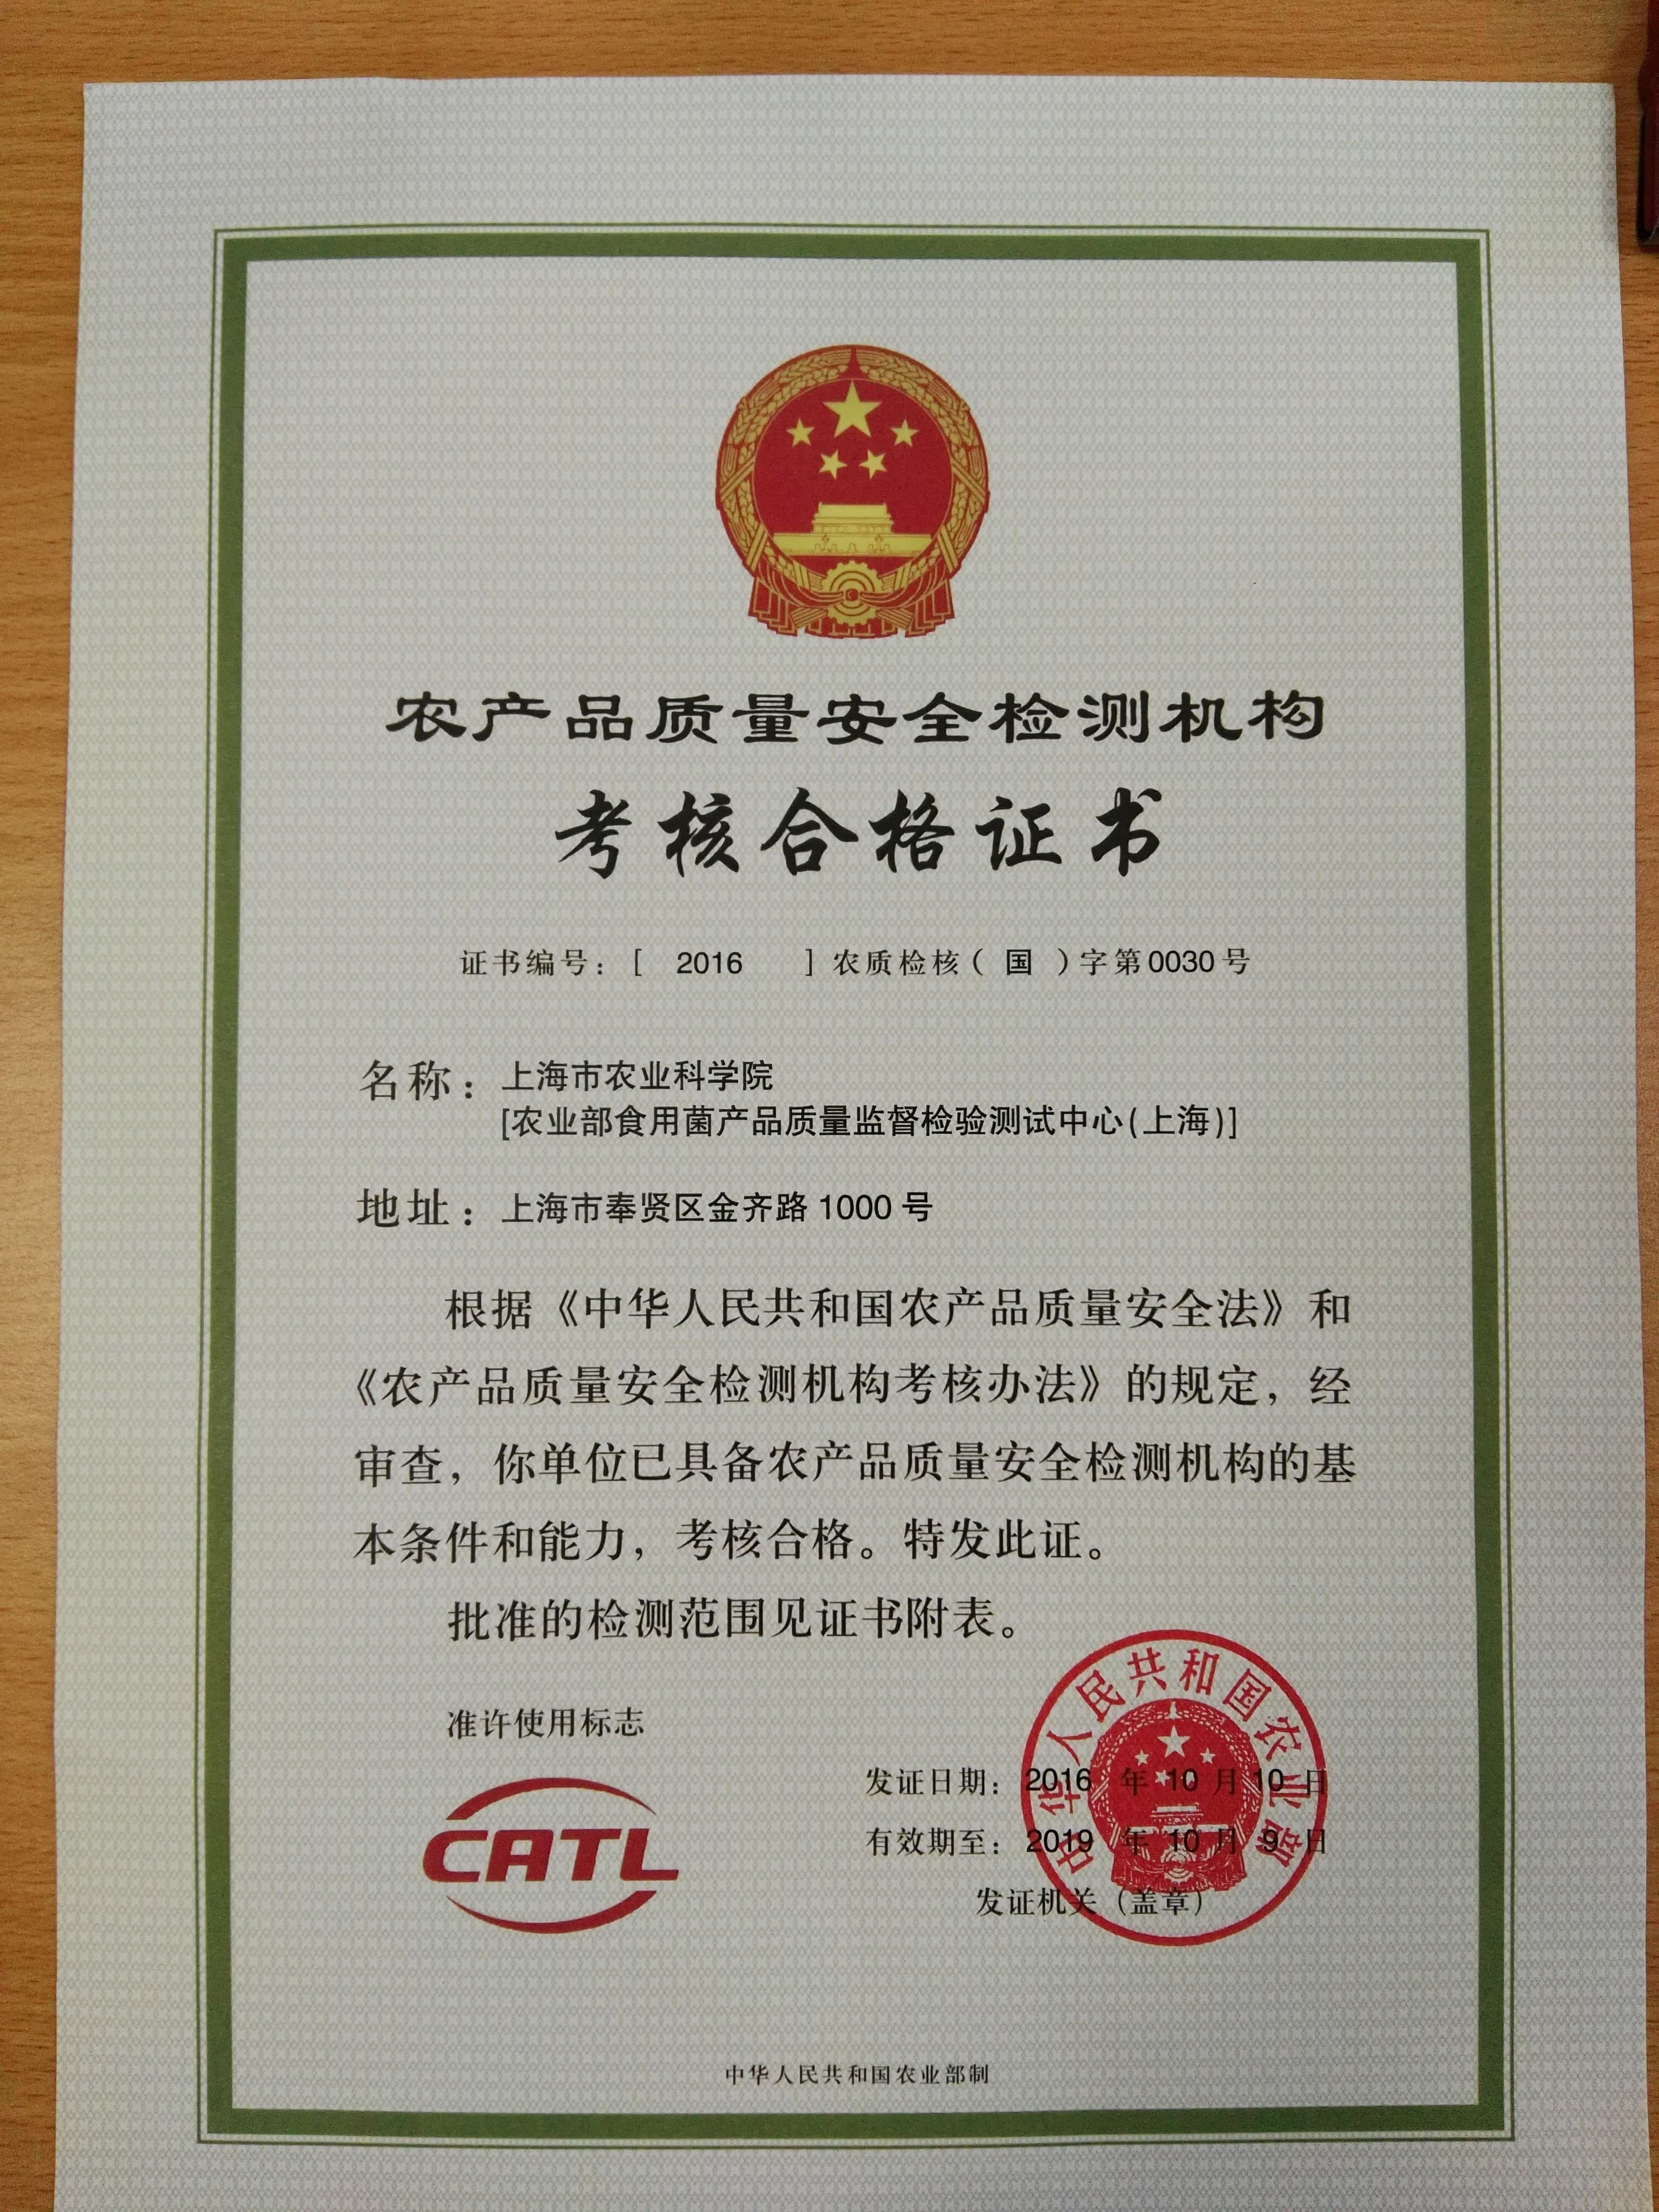 农产品质量安全检测机构
考核合格证书
证书编号：[ 2016 ] 农质检核（ 国 ）字第0030号
名称：上海市农业科学院
[农业部食用菌产品质量监督检验测试中心(上海)]
地址：上海市奉贤区金齐路 1000 号
根据《中华人民共和国农产品质量安全法》和
《农产品质量安全检测机构考核办法》的规定，经
审查，你单位已具备农产品质量安全检测机构的基
本条件和能力，考核合格。特发此证。
批准的检测范围见证书附表。
准许使用标志
CATL
中华人民共和国农业部
发证日期：2016 年 10 月 10 日
有效期至：2019 年 10 月 9 日
发证机关（盖章）
中华人民共和国农业部制